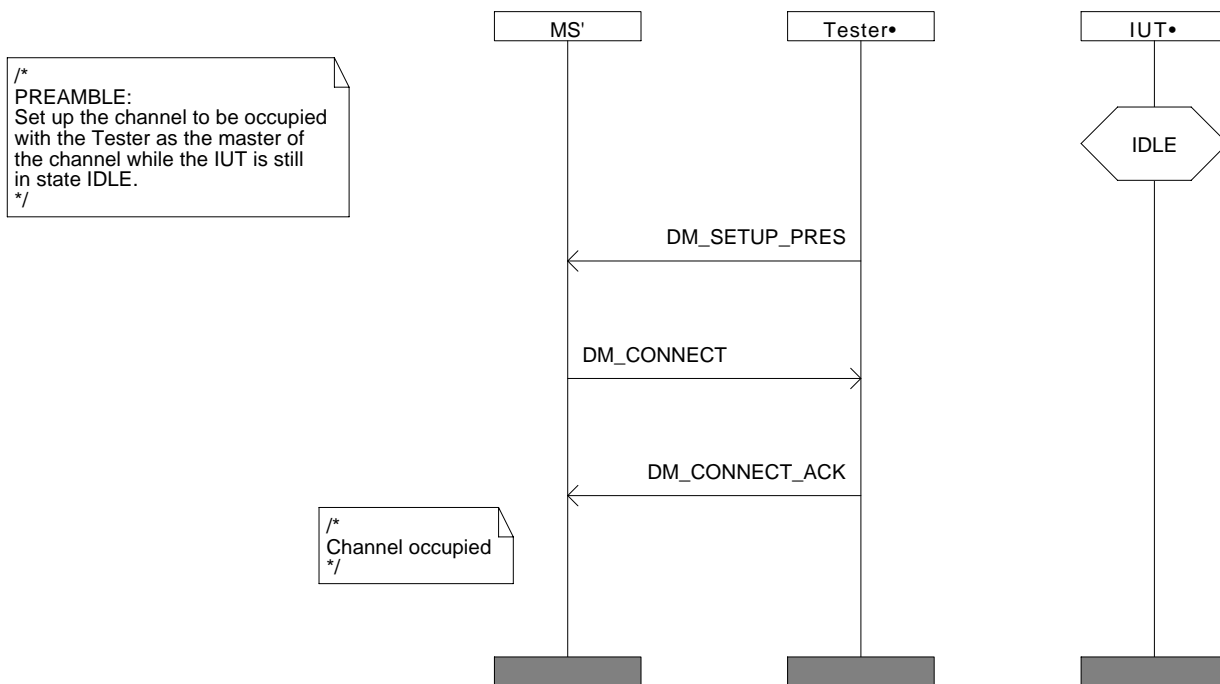 MS'
Tester•
IUT•
/*
PREAMBLE:
Set up the channel to be occupied
with the Tester as the master of
the channel while the IUT is still
in state IDLE.
*/
IDLE
DM_SETUP_PRES
DM_CONNECT
DM_CONNECT_ACK
/*
Channel occupied
*/